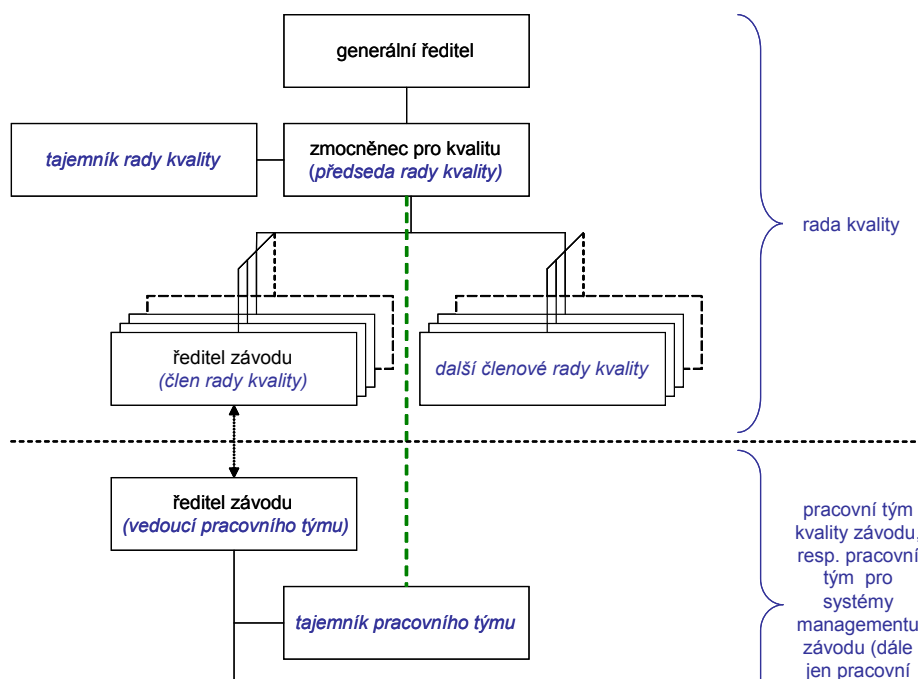 generální ředitel
tajemník rady kvality
zmocněnec pro kvalitu
(předseda rady kvality)
rada kvality
ředitel závodu
(člen rady kvality)
další členové rady kvality
ředitel závodu
(vedoucí pracovního týmu)
tajemník pracovního týmu
pracovní tým
kvality závodu,
resp. pracovní
tým pro
systémy
managementu
závodu (dále
jen pracovní